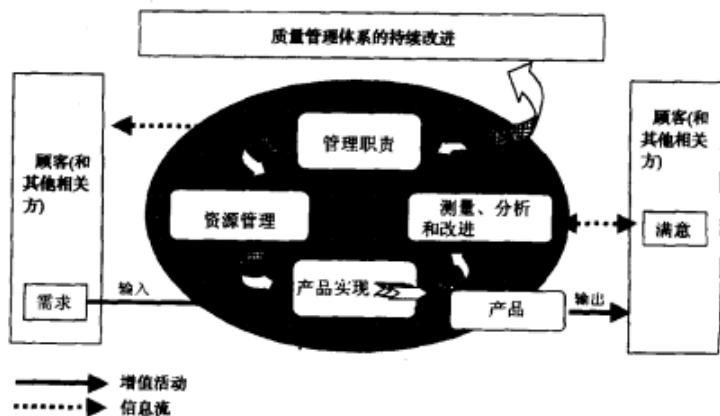 质量管理体系的持续改进
顾客(和
其他相关
方)
需求
输入
管理职责
资源管理
测量、分析
和改进
产品实现
产品
输出
顾客(和
其他相关
方)
满意
增值活动
信息流